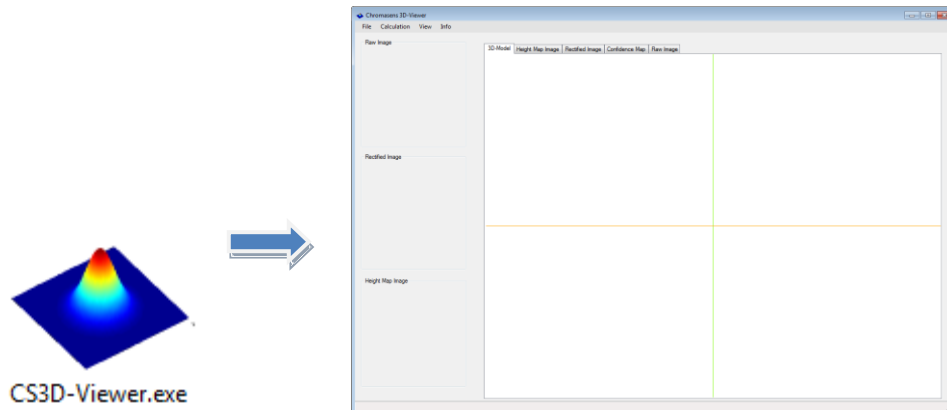 Chromasens 3D-Viewer
File Calculation View Info
Raw Image
3D-Model Height Map Image Rectified Image Confidance Map Raw Image
Rectified Image
Height Map Image
CS3D-Viewer.exe